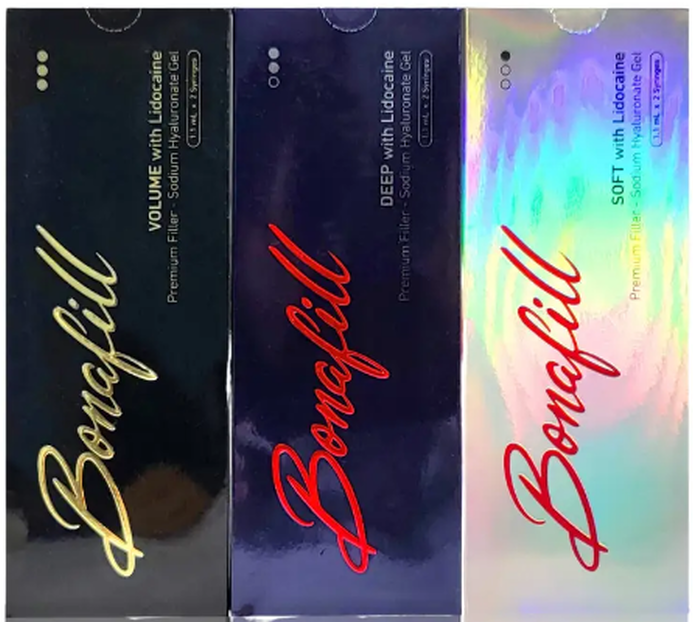 VOLUME with Lidocaine
Premium Filler - Sodium Hyaluronate Gel
1.1 mL x 2 Syringes
Bonafill
DEEP with Lidocaine
Premium Filler - Sodium Hyaluronate Gel
1.1 mL x 2 Syringes
Bonafill
SOFT with Lidocaine
Premium Filler - Sodium Hyaluronate Gel
1.1 mL x 2 Syringes
Bonafill